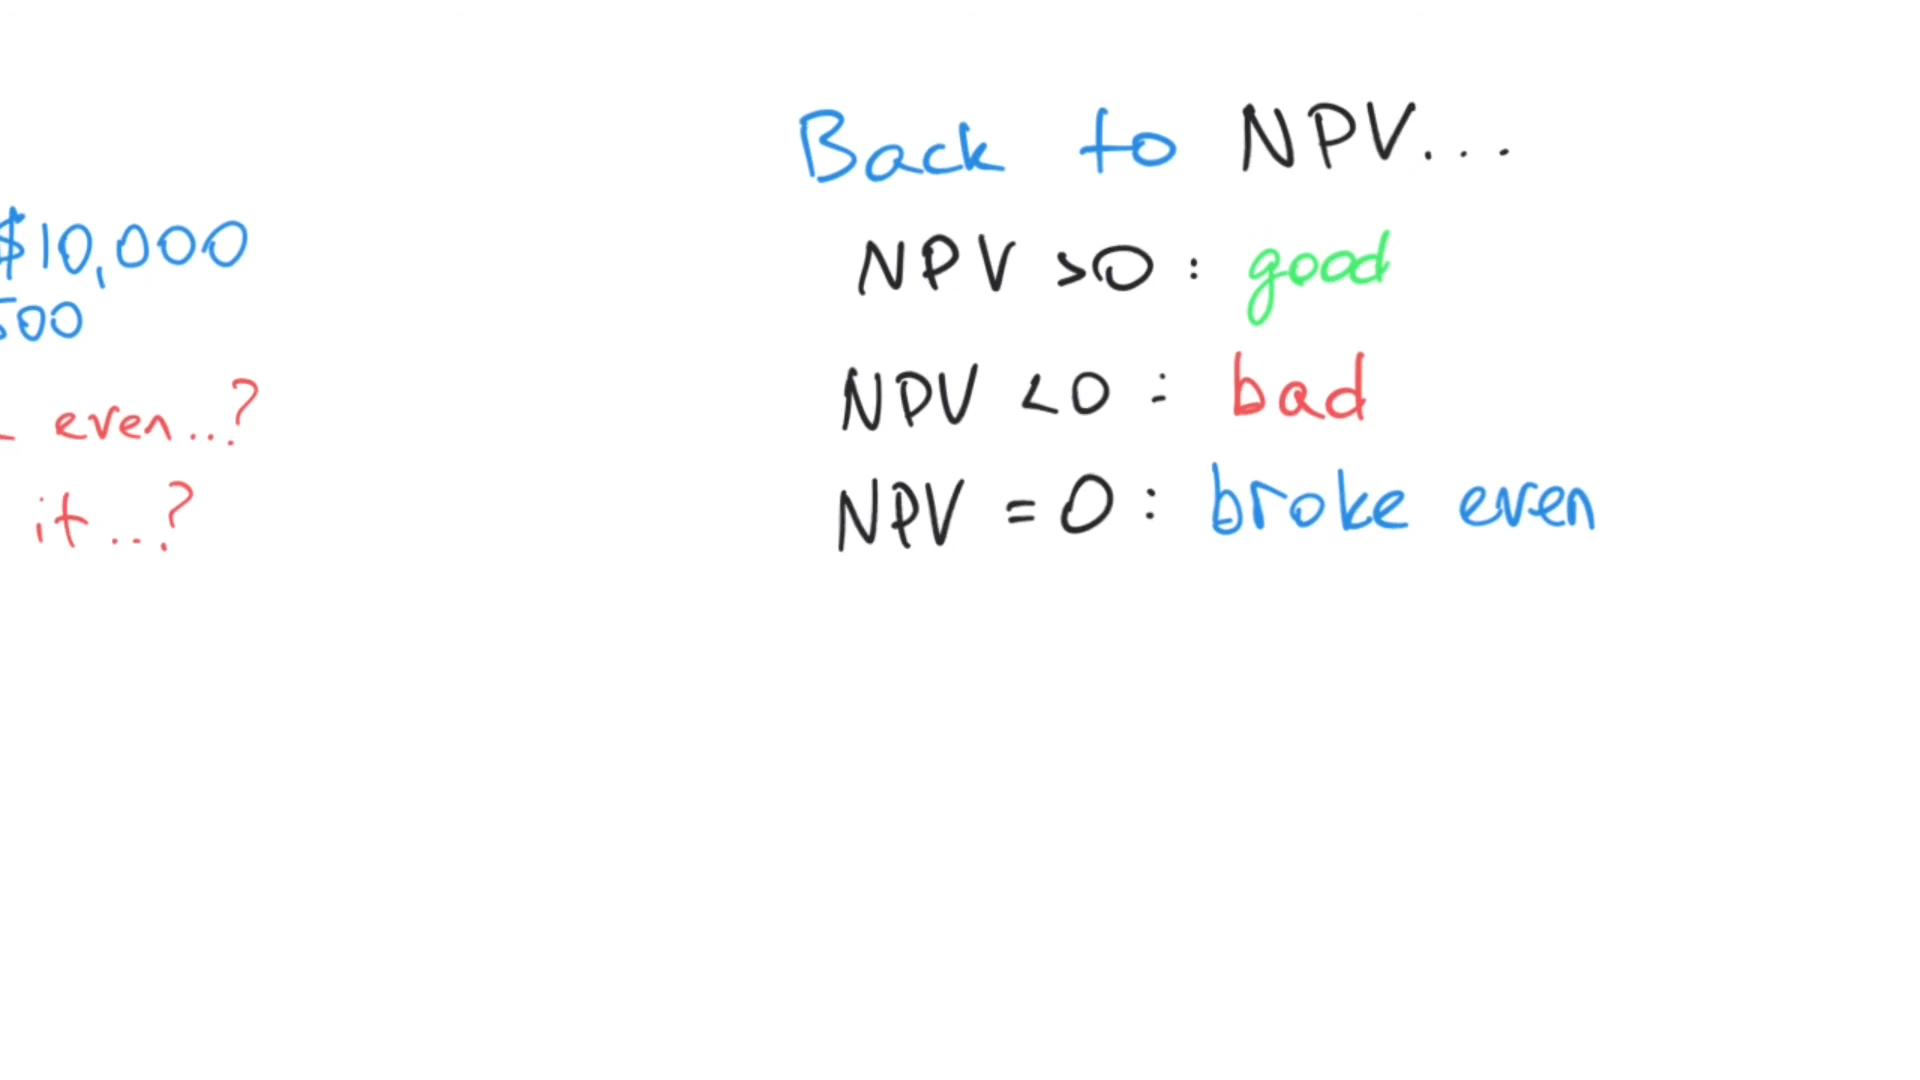 $10,000
500
even..?
it...?
Back to NPV...
NPV >0 : good
NPV <0 : bad
NPV = 0 : broke even